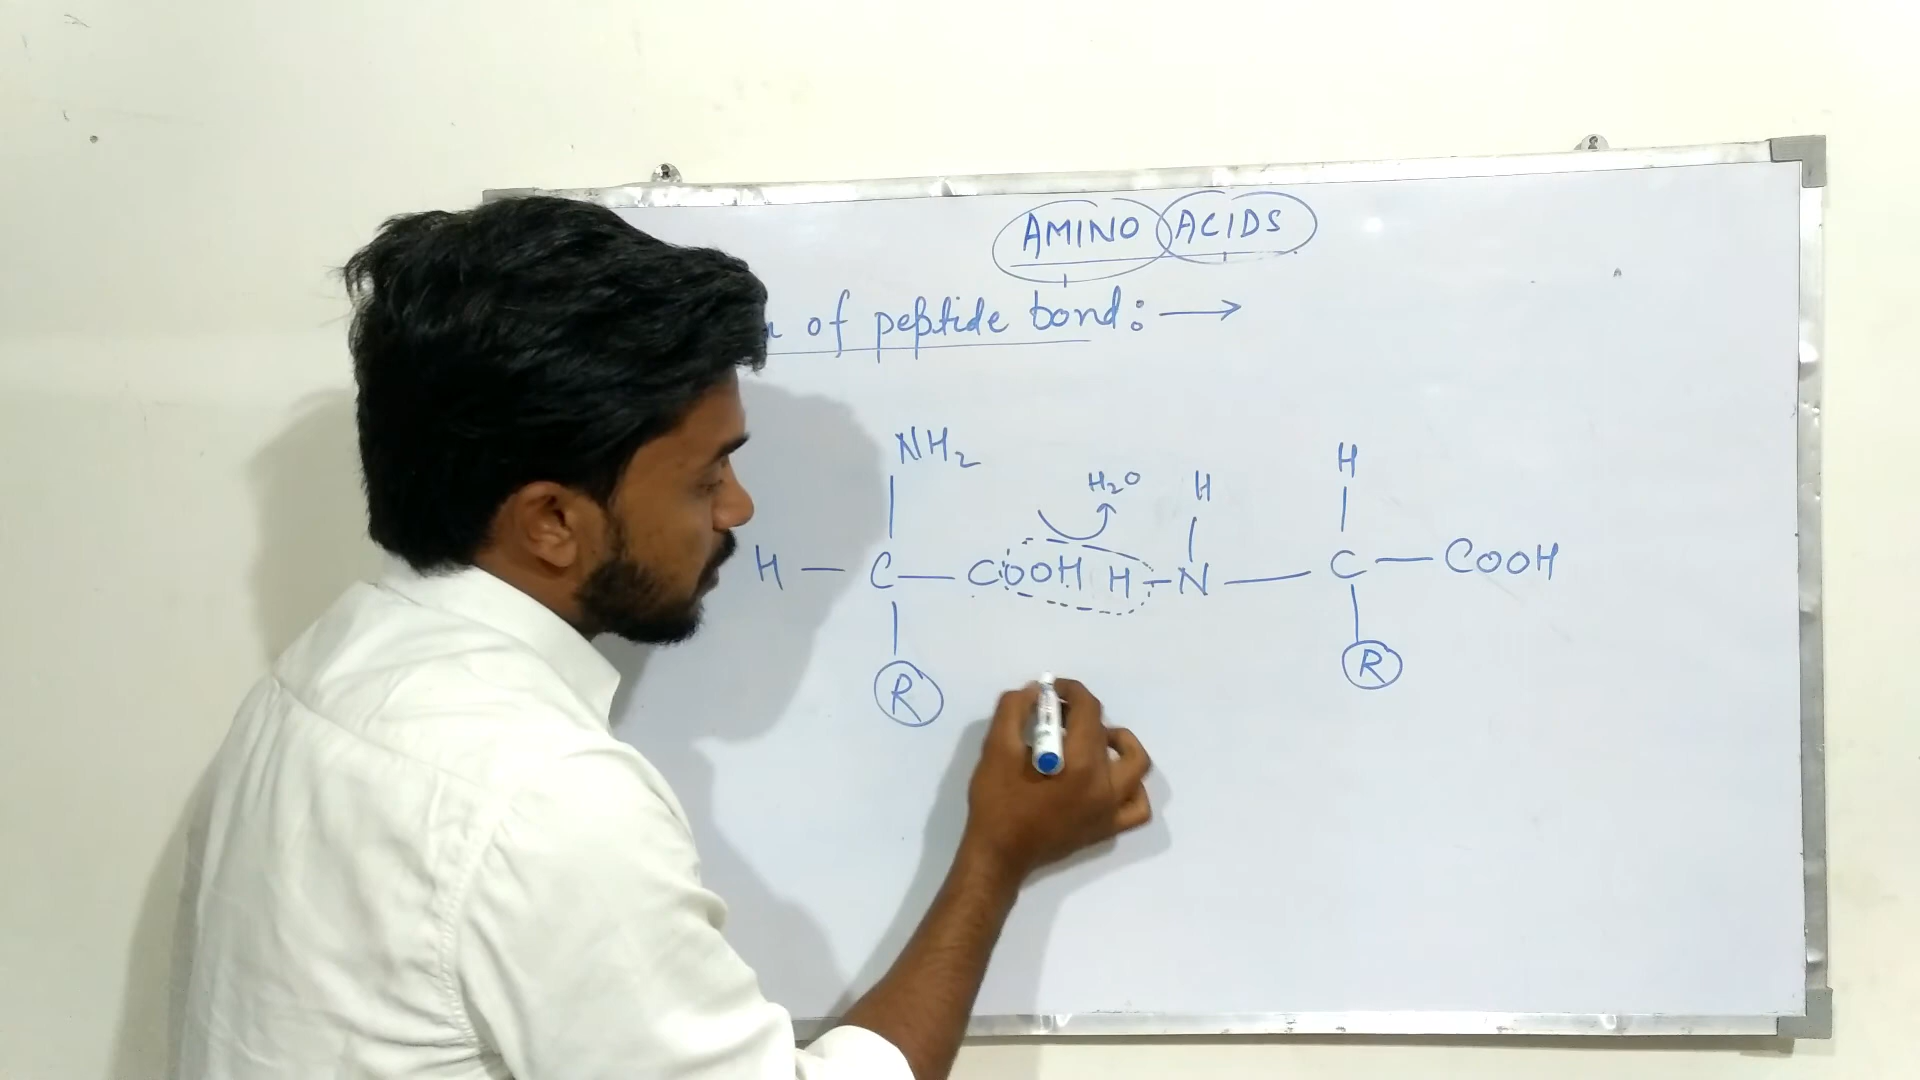 AMINO ACIDS
of peptide bond: →
NH2 H2O H H
H — C — COOH H — N — C — COOH
R R